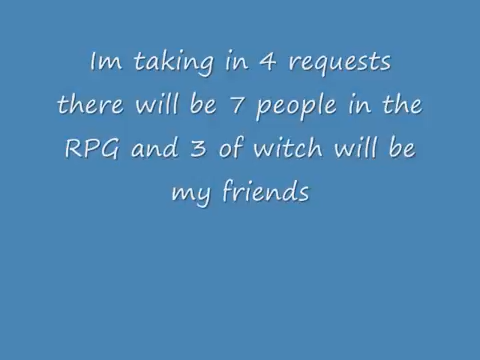 Im taking in 4 requests
there will be 7 people in the
RPG and 3 of witch will be
my friends